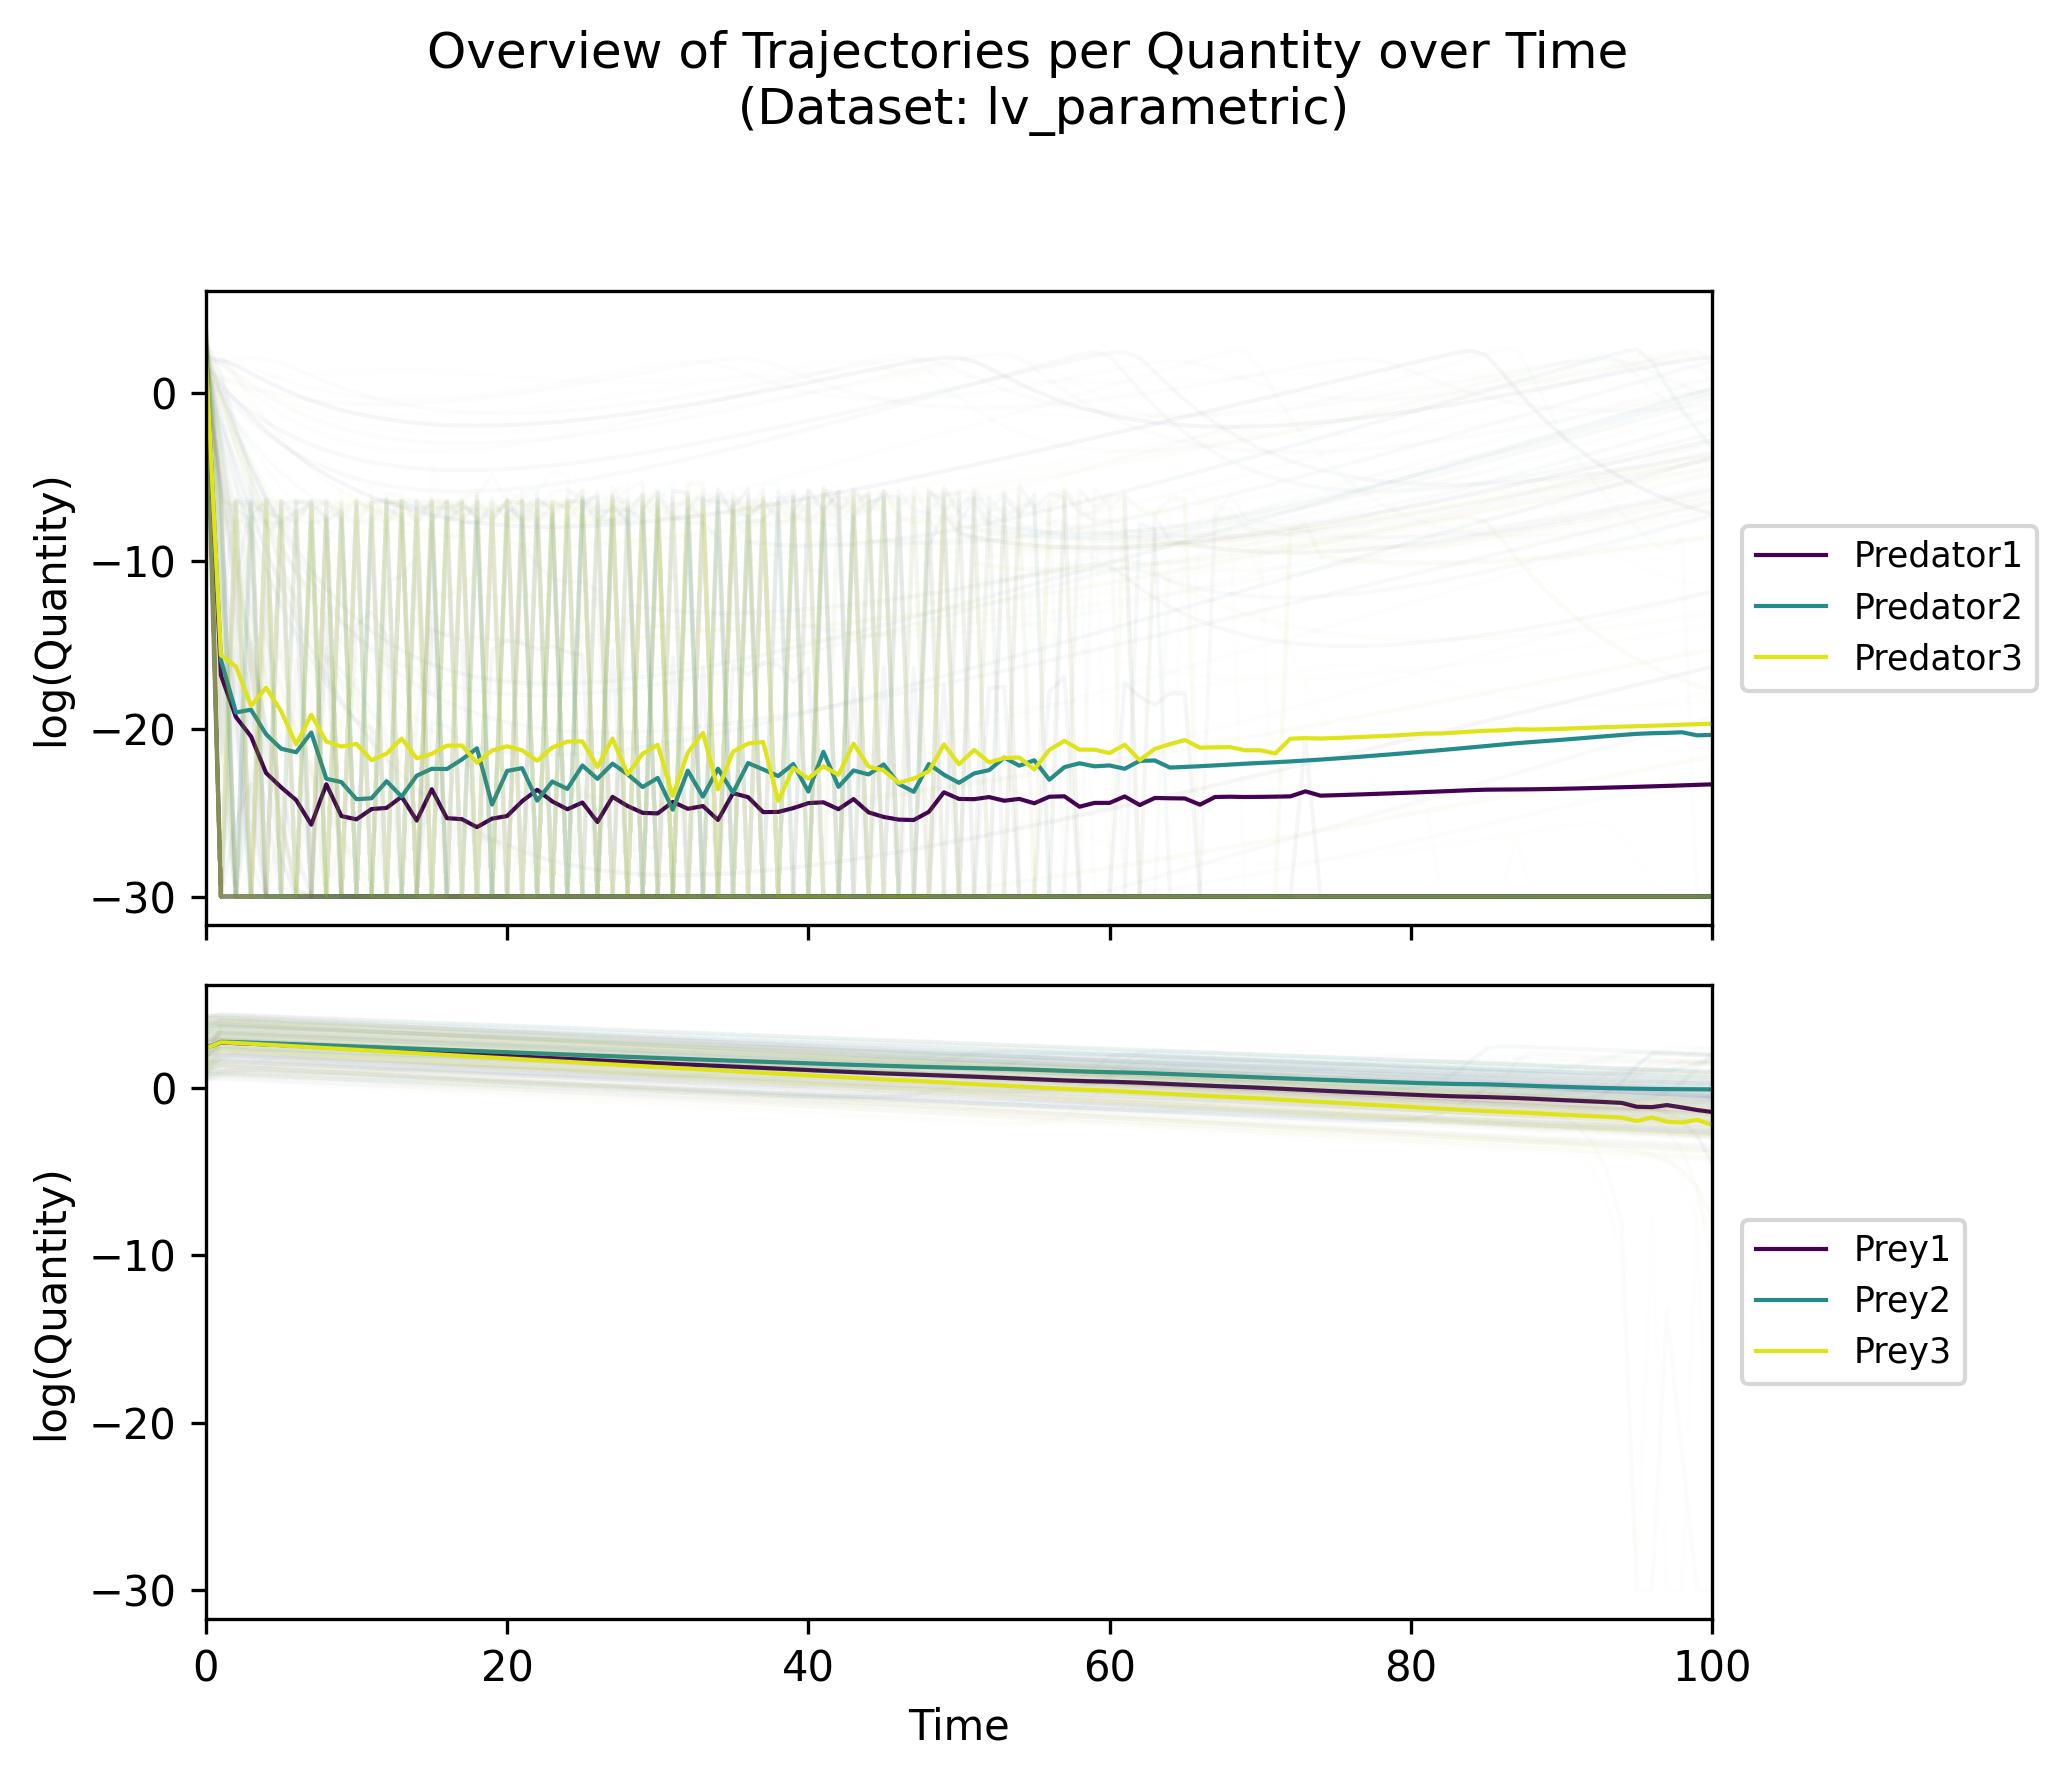 Overview of Trajectories per Quantity over Time
(Dataset: lv_parametric)
log(Quantity)
0
−10
−20
−30
Predator1
Predator2
Predator3
log(Quantity)
0
−10
−20
−30
Prey1
Prey2
Prey3
0 20 40 60 80 100
Time